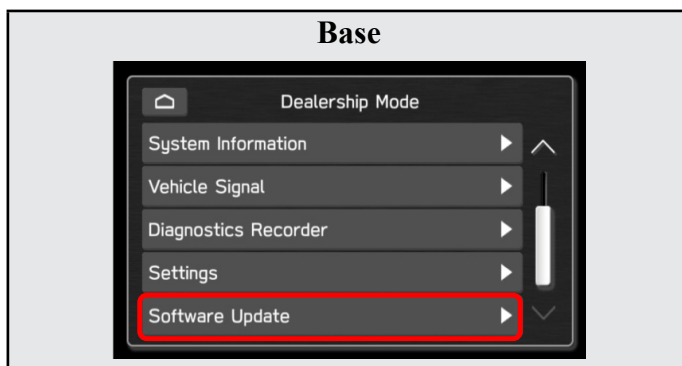 Base
Dealership Mode
System Information
Vehicle Signal
Diagnostics Recorder
Settings
Software Update